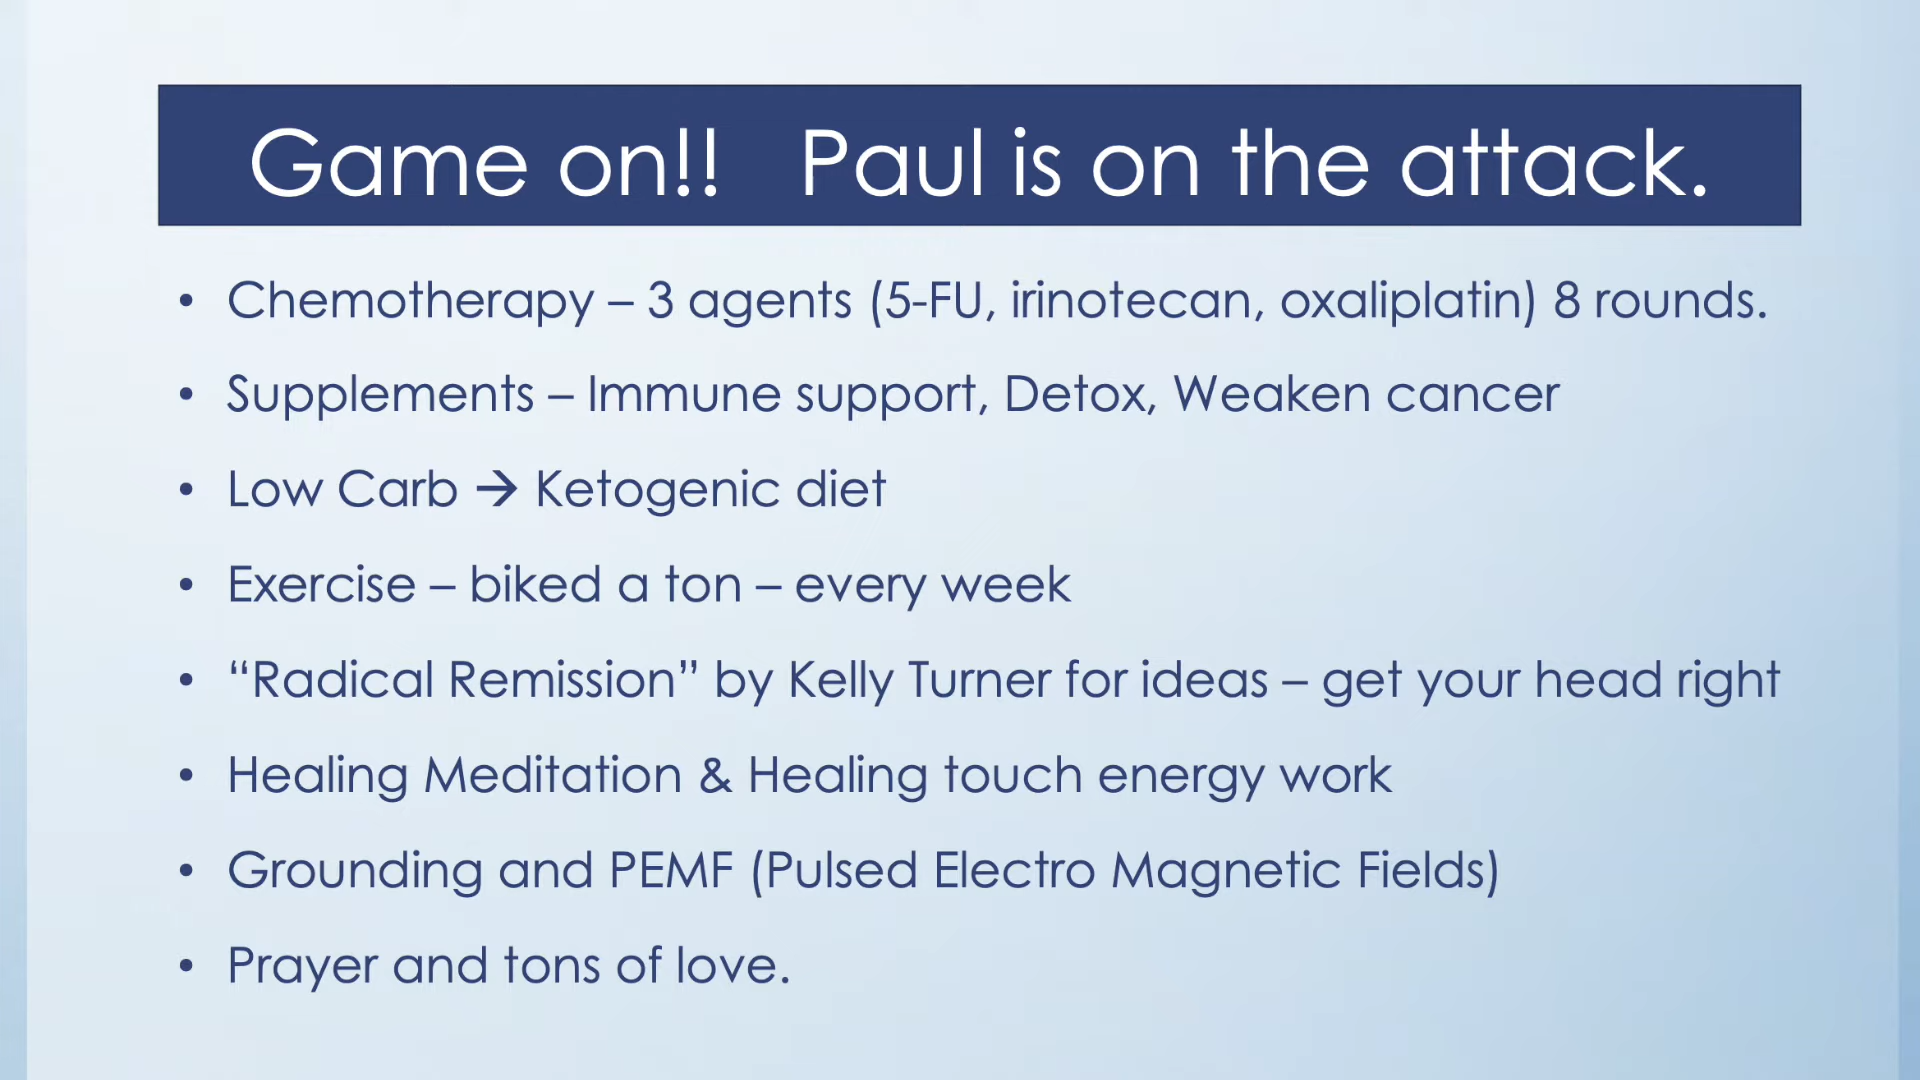 Game on!! Paul is on the attack.
• Chemotherapy – 3 agents (5-FU, irinotecan, oxaliplatin) 8 rounds.
• Supplements – Immune support, Detox, Weaken cancer
• Low Carb → Ketogenic diet
• Exercise – biked a ton – every week
• “Radical Remission” by Kelly Turner for ideas – get your head right
• Healing Meditation & Healing touch energy work
• Grounding and PEMF (Pulsed Electro Magnetic Fields)
• Prayer and tons of love.